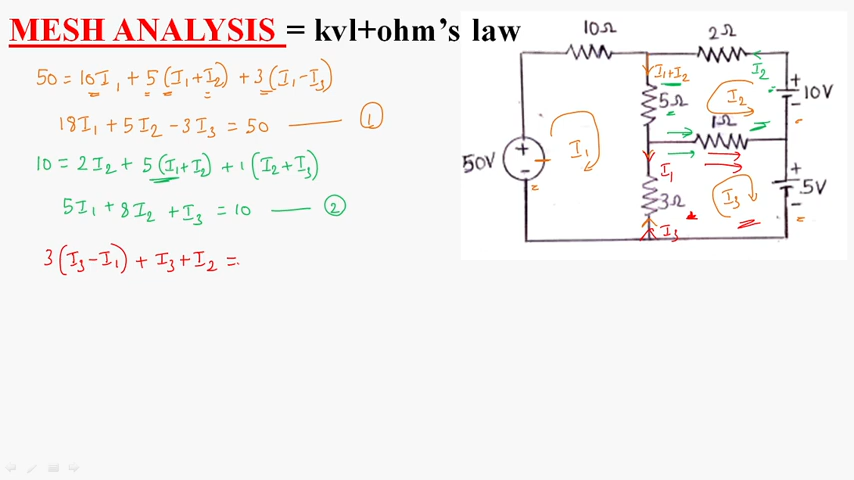 MESH ANALYSIS = kvl+ohm's law
50 = 10I₁ + 5(I₁+I₂) + 3(I₁-I₃)
18I₁ + 5I₂ - 3I₃ = 50 —— ①
10 = 2I₂ + 5(I₁+I₂) + 1(I₂+I₃)
5I₁ + 8I₂ + I₃ = 10 —— ②
3(I₃-I₁) + I₃ + I₂ =
10Ω
2Ω
I₁+I₂
I₂
5Ω
I₂
10V
1Ω
50V
I₁
I₁
3Ω
I₃
5V
I₃